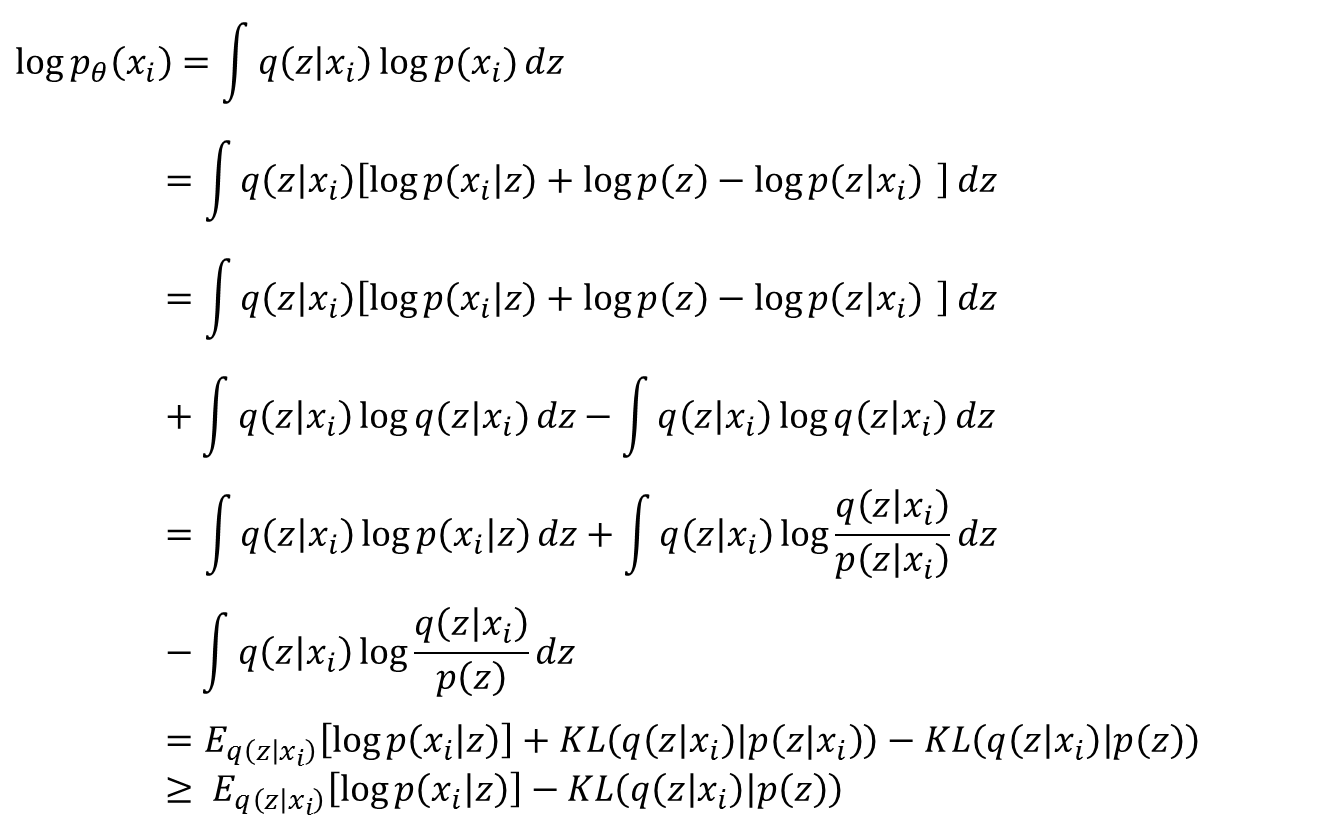 log p_θ(x_i) = ∫ q(z|x_i) log p(x_i) dz
= ∫ q(z|x_i)[log p(x_i|z) + log p(z) − log p(z|x_i) ] dz
= ∫ q(z|x_i)[log p(x_i|z) + log p(z) − log p(z|x_i) ] dz
+ ∫ q(z|x_i) log q(z|x_i) dz − ∫ q(z|x_i) log q(z|x_i) dz
= ∫ q(z|x_i) log p(x_i|z) dz + ∫ q(z|x_i) log \frac{q(z|x_i)}{p(z|x_i)} dz
− ∫ q(z|x_i) log \frac{q(z|x_i)}{p(z)} dz
= E_{q(z|x_i)}[log p(x_i|z)] + KL(q(z|x_i)|p(z|x_i)) − KL(q(z|x_i)|p(z))
≥ E_{q(z|x_i)}[log p(x_i|z)] − KL(q(z|x_i)|p(z))